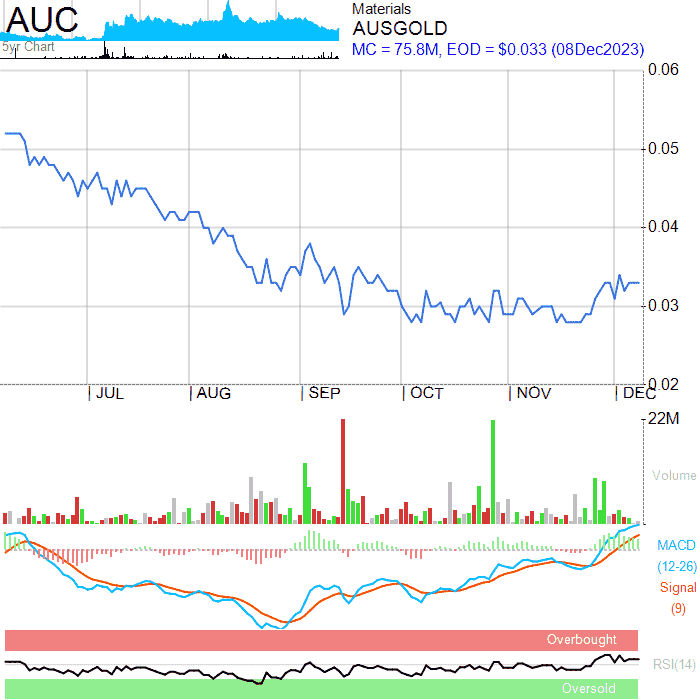 AUC
5yr Chart
Materials
AUSGOLD
MC = 75.8M, EOD = $0.033 (08Dec2023)
0.06
0.05
0.04
0.03
0.02
JUL AUG SEP OCT NOV DEC
22M
Volume
MACD
(12-26)
Signal
(9)
Overbought
RSI(14)
Oversold